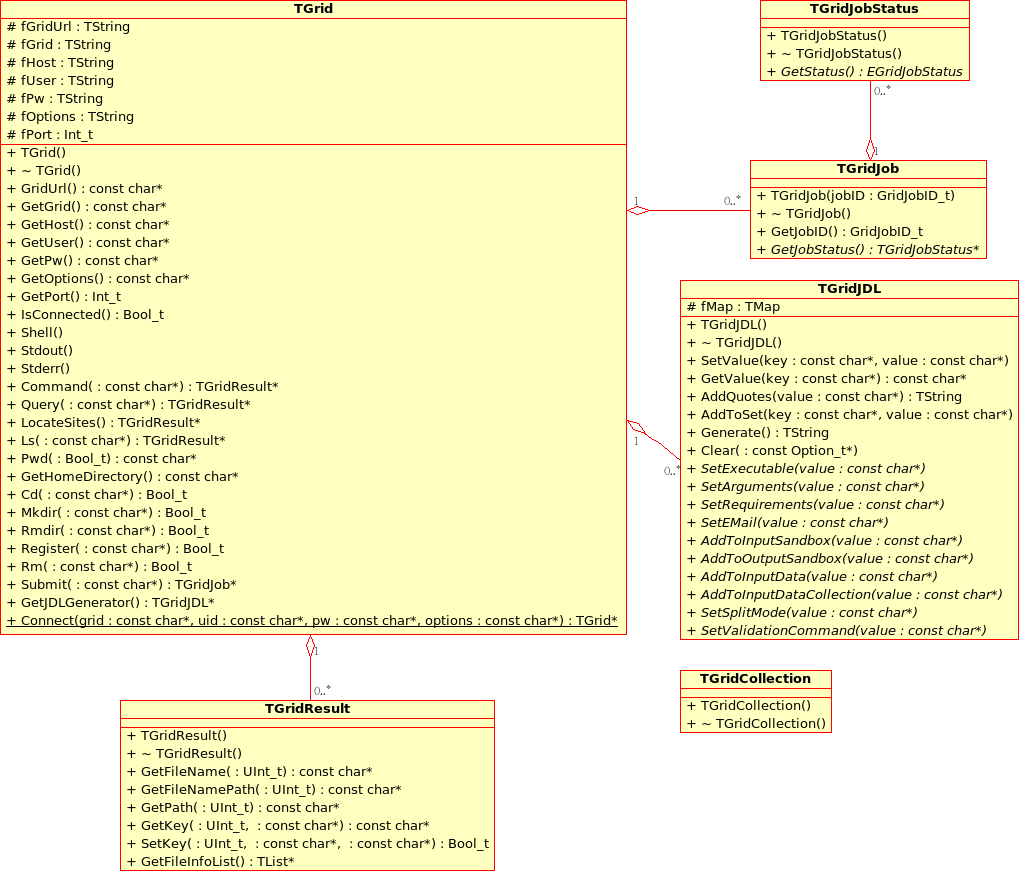 TGrid
# fGridUrl : TString
# fGrid : TString
# fHost : TString
# fUser : TString
# fPw : TString
# fOptions : TString
# fPort : Int_t
+ TGrid()
+ ~ TGrid()
+ GridUrl() : const char*
+ GetGrid() : const char*
+ GetHost() : const char*
+ GetUser() : const char*
+ GetPw() : const char*
+ GetOptions() : const char*
+ GetPort() : Int_t
+ IsConnected() : Bool_t
+ Shell()
+ Stdout()
+ Stderr()
+ Command( : const char*) : TGridResult*
+ Query( : const char*) : TGridResult*
+ LocateSites() : TGridResult*
+ Ls( : const char*) : TGridResult*
+ Pwd( : Bool_t) : const char*
+ GetHomeDirectory() : const char*
+ Cd( : const char*) : Bool_t
+ Mkdir( : const char*) : Bool_t
+ Rmdir( : const char*) : Bool_t
+ Register( : const char*) : Bool_t
+ Rm( : const char*) : Bool_t
+ Submit( : const char*) : TGridJob*
+ GetJDLGenerator() : TGridJDL*
+ Connect(grid : const char*, uid : const char*, pw : const char*, options : const char*) : TGrid*
TGridJobStatus
+ TGridJobStatus()
+ ~ TGridJobStatus()
+ GetStatus() : EGridJobStatus
0..*
1
TGridJob
+ TGridJob(jobID : GridJobID_t)
+ ~ TGridJob()
+ GetJobID() : GridJobID_t
+ GetJobStatus() : TGridJobStatus*
1
0..*
TGridJDL
# fMap : TMap
+ TGridJDL()
+ ~ TGridJDL()
+ SetValue(key : const char*, value : const char*)
+ GetValue(key : const char*) : const char*
+ AddQuotes(value : const char*) : TString
+ AddToSet(key : const char*, value : const char*)
+ Generate() : TString
+ Clear( : const Option_t*)
+ SetExecutable(value : const char*)
+ SetArguments(value : const char*)
+ SetRequirements(value : const char*)
+ SetEMail(value : const char*)
+ AddToInputSandbox(value : const char*)
+ AddToOutputSandbox(value : const char*)
+ AddToInputData(value : const char*)
+ AddToInputDataCollection(value : const char*)
+ SetSplitMode(value : const char*)
+ SetValidationCommand(value : const char*)
1
0..*
1
0..*
TGridResult
+ TGridResult()
+ ~ TGridResult()
+ GetFileName( : UInt_t) : const char*
+ GetFileNamePath( : UInt_t) : const char*
+ GetPath( : UInt_t) : const char*
+ GetKey( : UInt_t,  : const char*) : const char*
+ SetKey( : UInt_t,  : const char*,  : const char*) : Bool_t
+ GetFileInfoList() : TList*
TGridCollection
+ TGridCollection()
+ ~ TGridCollection()